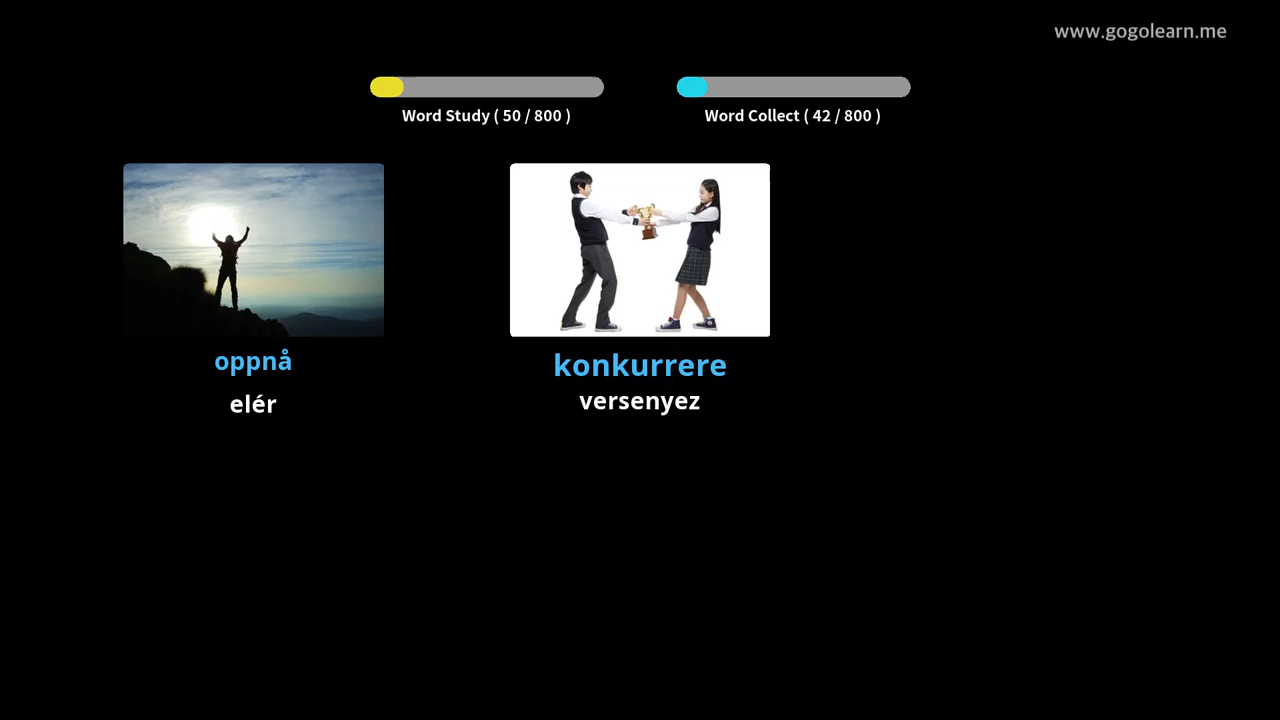 www.gogolearn.me
Word Study ( 50 / 800 )
Word Collect ( 42 / 800 )
oppnå
elér
konkurrere
versenyez